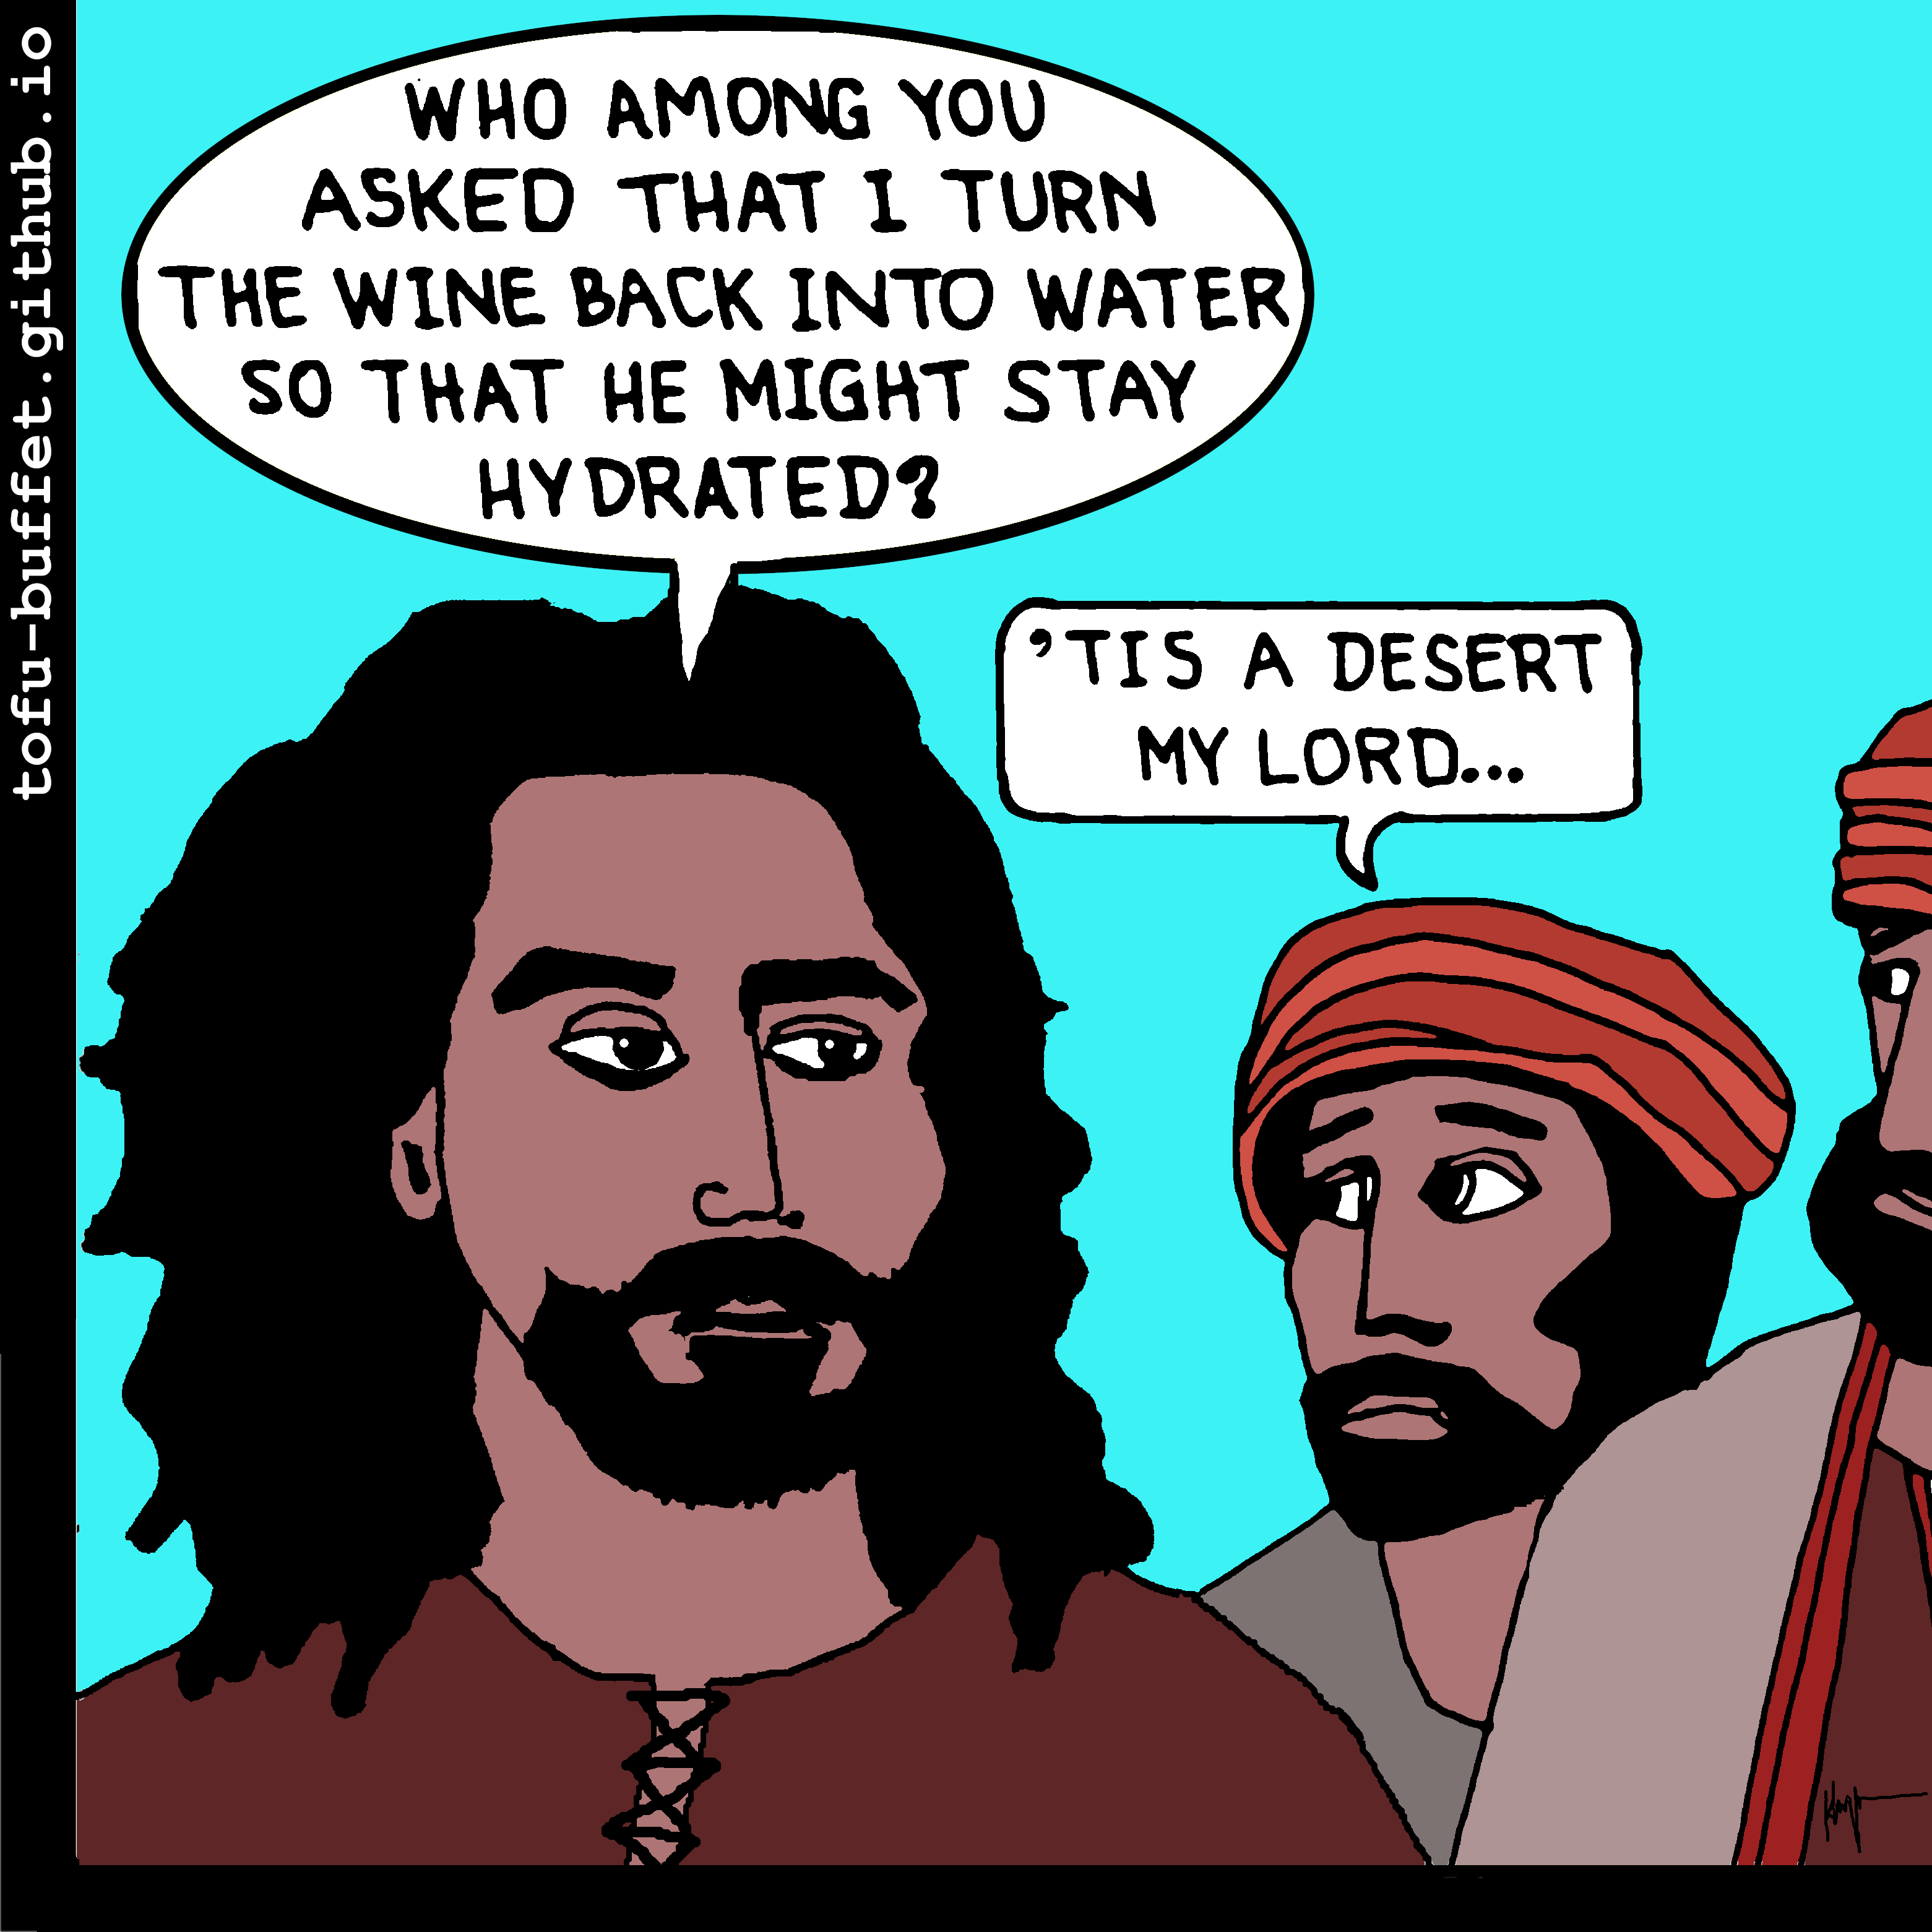 WHO AMONG YOU
ASKED THAT I TURN
THE WINE BACK INTO WATER
SO THAT HE MIGHT STAY
HYDRATED?
'TIS A DESERT
MY LORD...
tofu-buffet.github.io